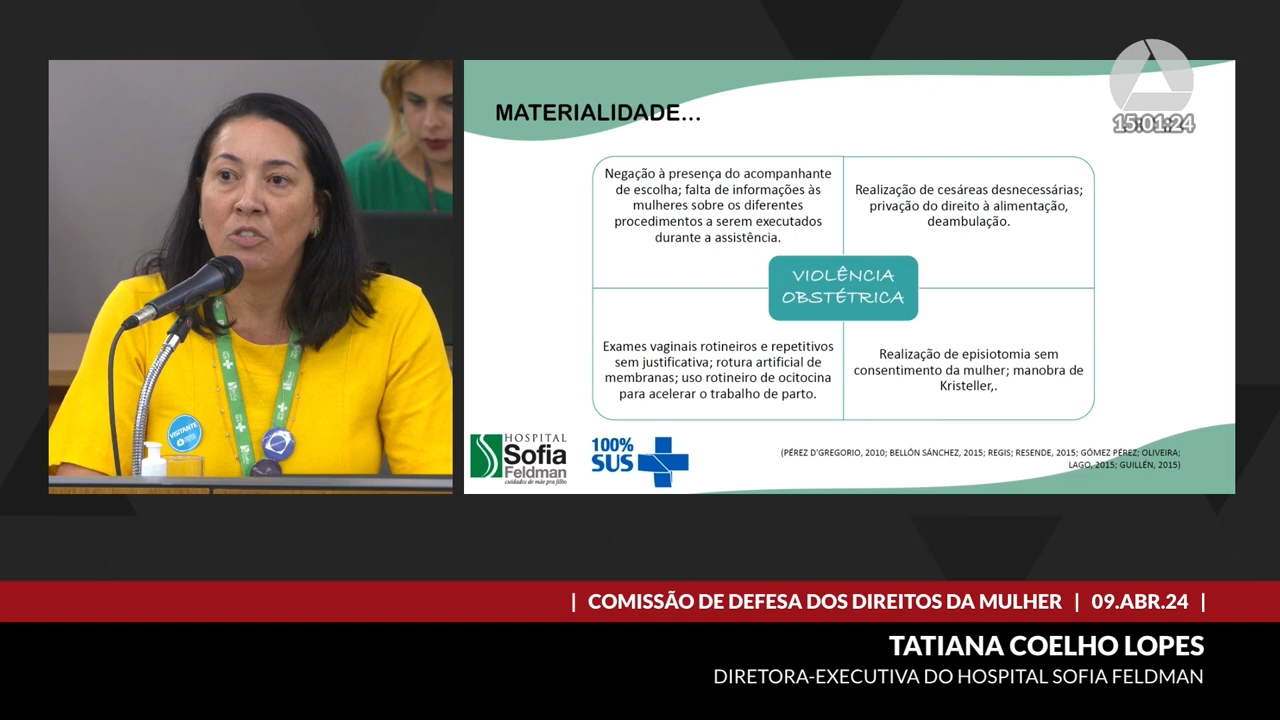 MATERIALIDADE...
15:01:24
Negação à presença do acompanhante
de escolha; falta de informações às
mulheres sobre os diferentes
procedimentos a serem executados
durante a assistência.
Realização de cesáreas desnecessárias;
privação do direito à alimentação,
deambulação.
VIOLÊNCIA
OBSTÉTRICA
Exames vaginais rotineiros e repetitivos
sem justificativa; rotura artificial de
membranas; uso rotineiro de ocitocina
para acelerar o trabalho de parto.
Realização de episiotomia sem
consentimento da mulher; manobra de
Kristeller,.
VISITANTE
HOSPITAL
Sofia
Feldman
cuidados de mãe pra filho
100%
SUS
(PÉREZ D'GREGORIO, 2010; BELLÓN SÁNCHEZ, 2015; REGIS; RESENDE, 2015; GÓMEZ PÉREZ; OLIVEIRA;
LAGO, 2015; GUILLÉN, 2015)
| COMISSÃO DE DEFESA DOS DIREITOS DA MULHER | 09.ABR.24 |
TATIANA COELHO LOPES
DIRETORA-EXECUTIVA DO HOSPITAL SOFIA FELDMAN